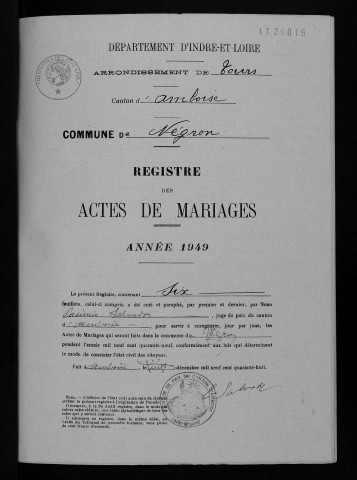 AT26016
DÉPARTEMENT D'INDRE-ET-LOIRE
ARRONDISSEMENT DE Tours
Canton d'Amboise
COMMUNE DE Négron
REGISTRE
DES
ACTES DE MARIAGES
ANNÉE 1949
Le présent Registre, contenant Six
feuillets, celui-ci compris, a été coté et paraphé, par premier et dernier, par Nous
Salvador, juge de paix du canton
d'Amboise pour servir à enregistrer, jour par jour, les
Actes de Mariages qui seront faits dans la commune de Négron
pendant l'année mil neuf cent quarante-neuf, conformément aux lois qui déterminent
le mode de constater l'état civil des citoyens.
Fait à Amboise, le décembre mil neuf cent quarante-huit.